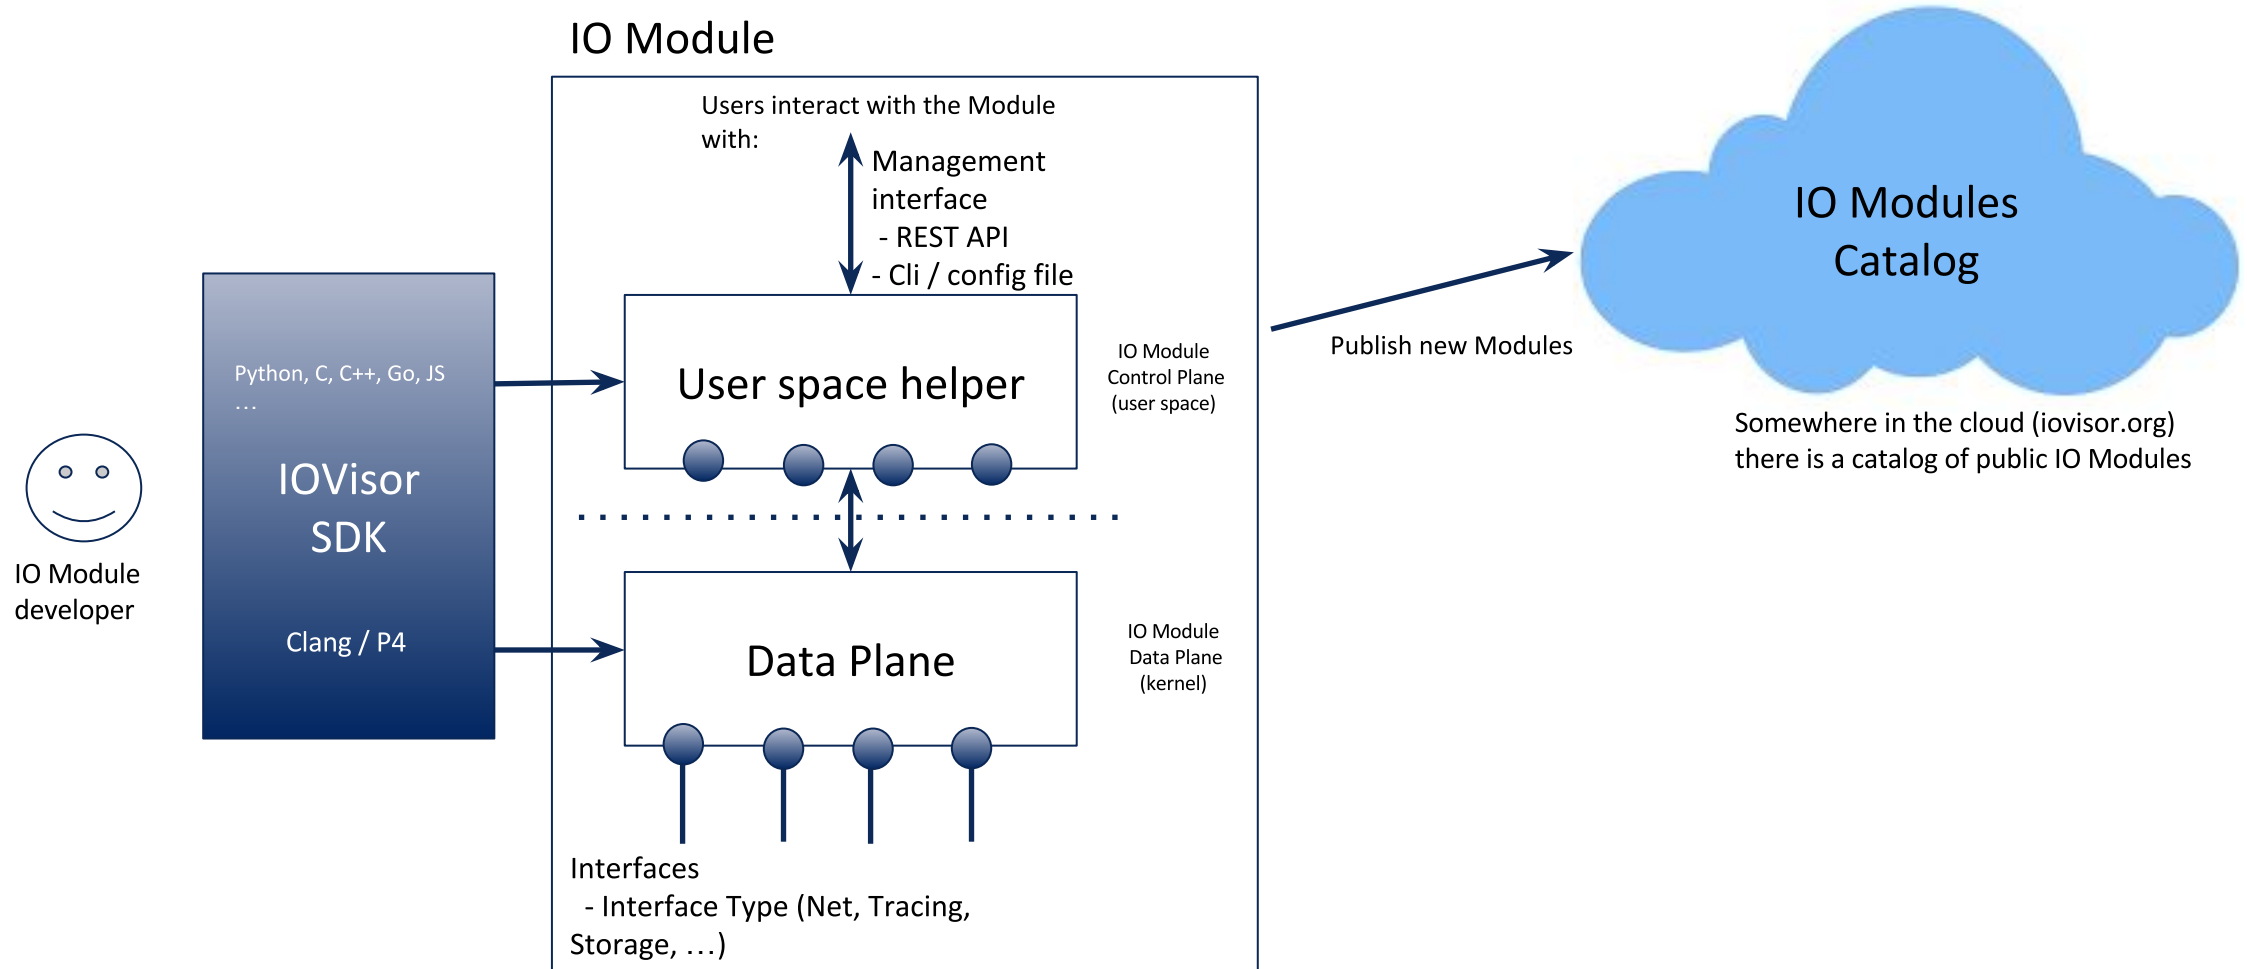 IO Module
Users interact with the Module
with:
Management
interface
- REST API
- Cli / config file
Python, C, C++, Go, JS
…
IOVisor
SDK
Clang / P4
IO Module
developer
User space helper
IO Module
Control Plane
(user space)
Data Plane
IO Module
Data Plane
(kernel)
Interfaces
- Interface Type (Net, Tracing,
Storage, …)
Publish new Modules
IO Modules
Catalog
Somewhere in the cloud (iovisor.org)
there is a catalog of public IO Modules